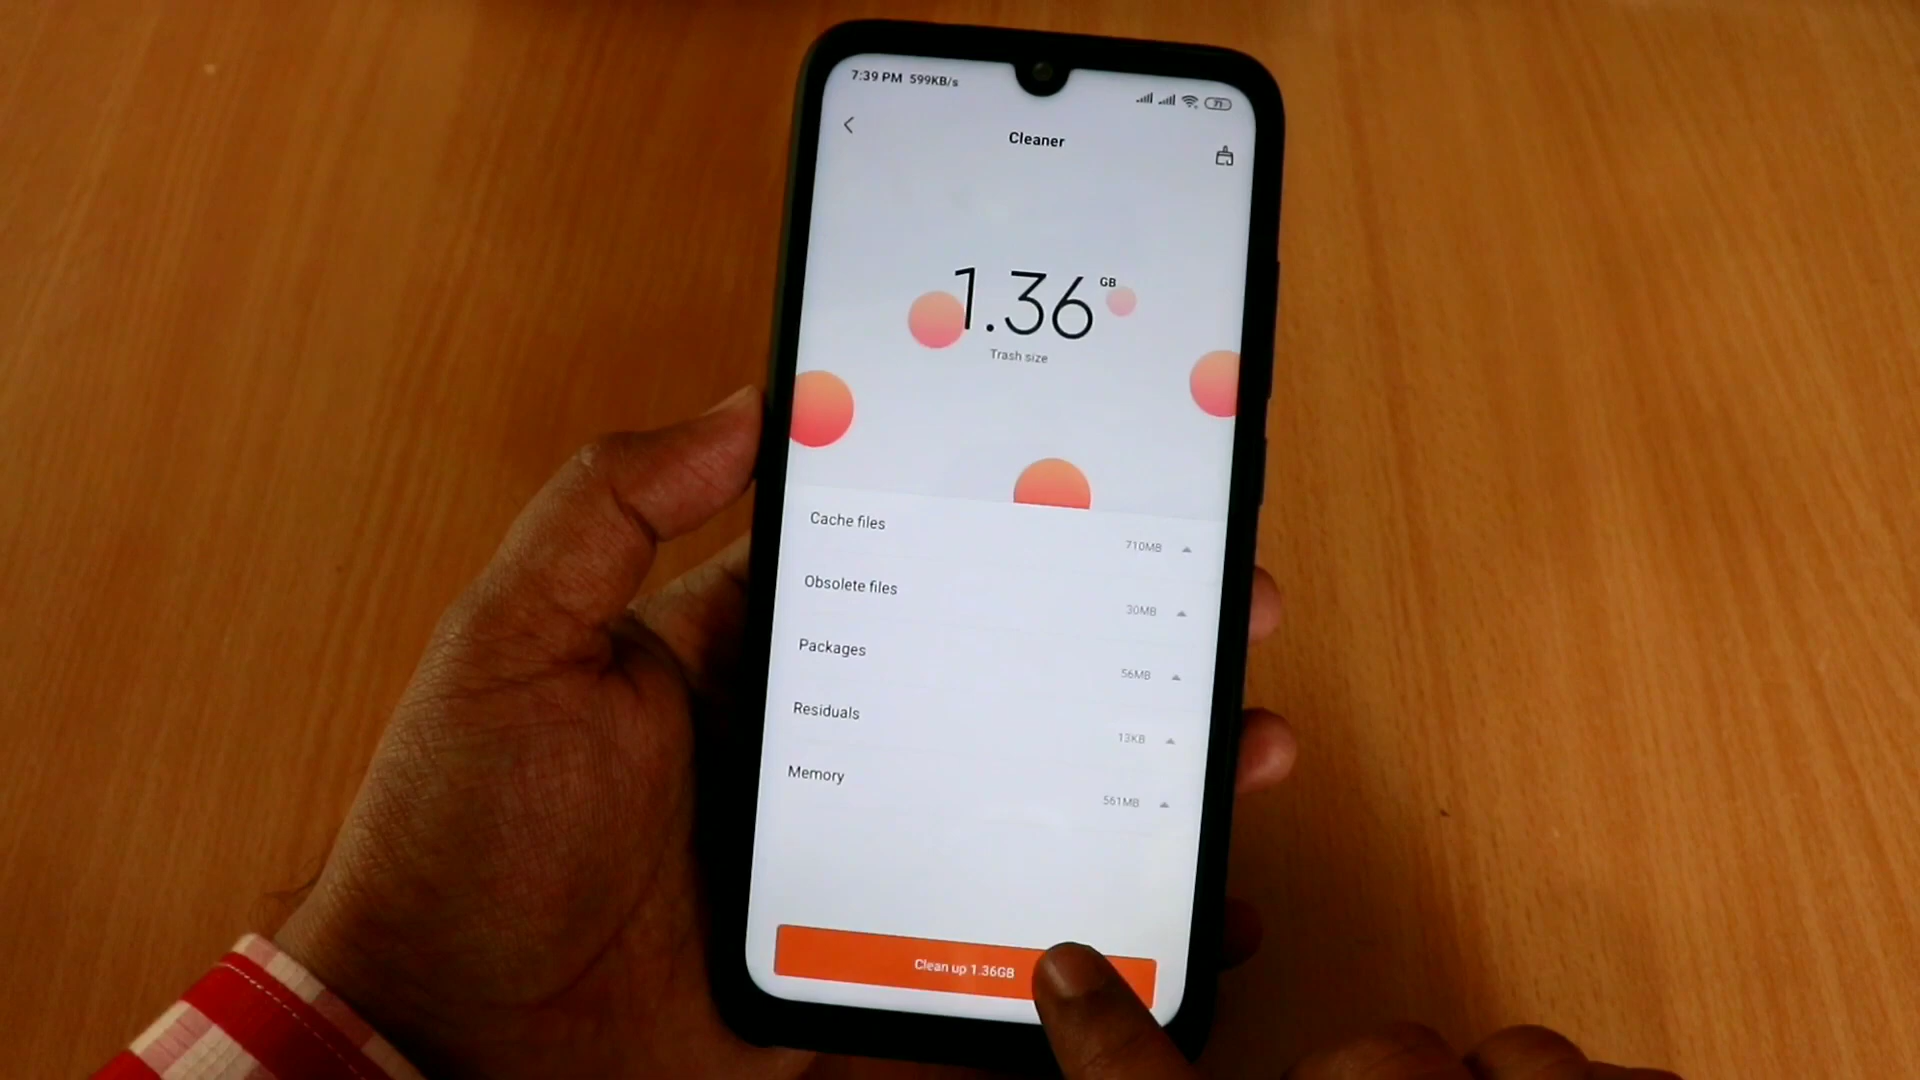 7:39 PM 599KB/s
71
Cleaner
1.36 GB
Trash size
Cache files
710MB
Obsolete files
30MB
Packages
56MB
Residuals
13KB
Memory
561MB
Clean up 1.36GB